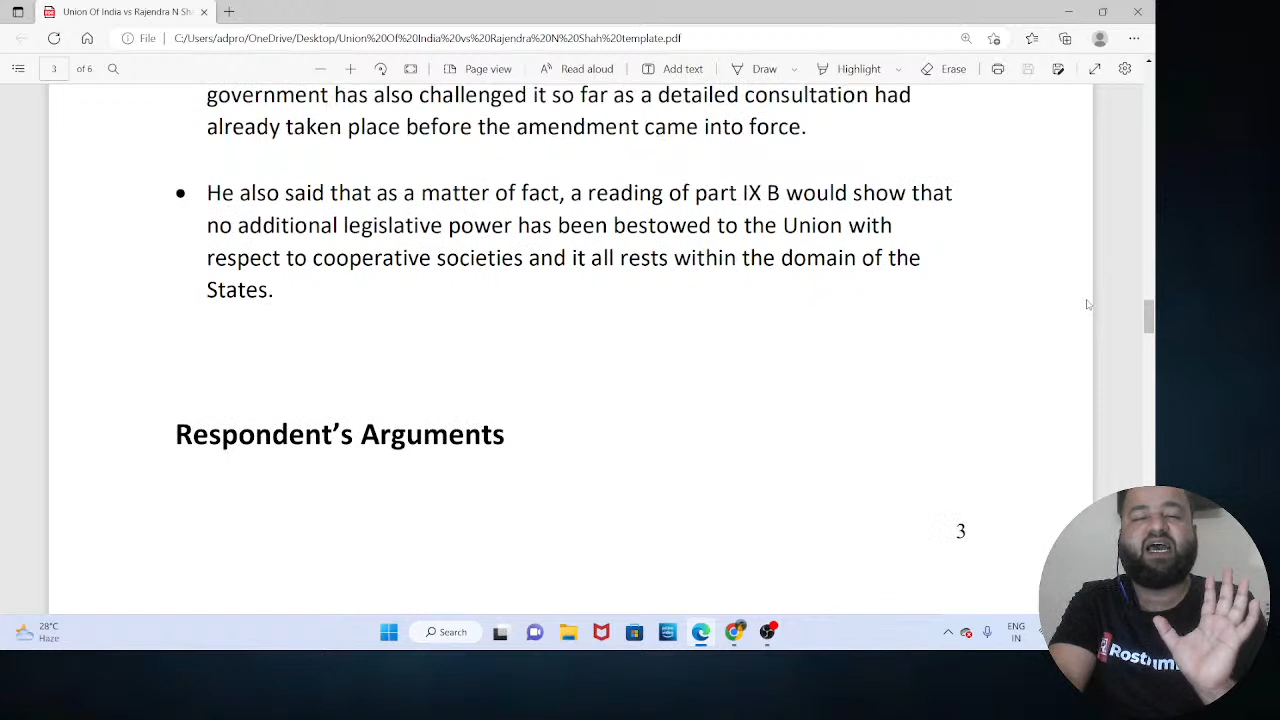 Union Of India vs Rajendra N Sha
File
C:/Users/adpro/OneDrive/Desktop/Union%20Of%20India%20vs%20Rajendra%20N%20Shah%20template.pdf
3 of 6
Page view
Read aloud
Add text
Draw
Highlight
Erase
government has also challenged it so far as a detailed consultation had
already taken place before the amendment came into force.
• He also said that as a matter of fact, a reading of part IX B would show that
no additional legislative power has been bestowed to the Union with
respect to cooperative societies and it all rests within the domain of the
States.
Respondent’s Arguments
3
28°C
Haze
Search
ENG
IN